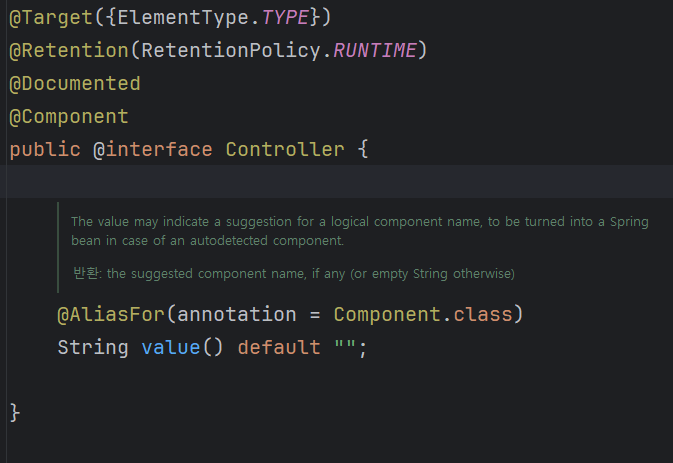 @Target({ElementType.TYPE})
@Retention(RetentionPolicy.RUNTIME)
@Documented
@Component
public @interface Controller {
The value may indicate a suggestion for a logical component name, to be turned into a Spring
bean in case of an autodetected component.
반환: the suggested component name, if any (or empty String otherwise)
@AliasFor(annotation = Component.class)
String value() default "";
}